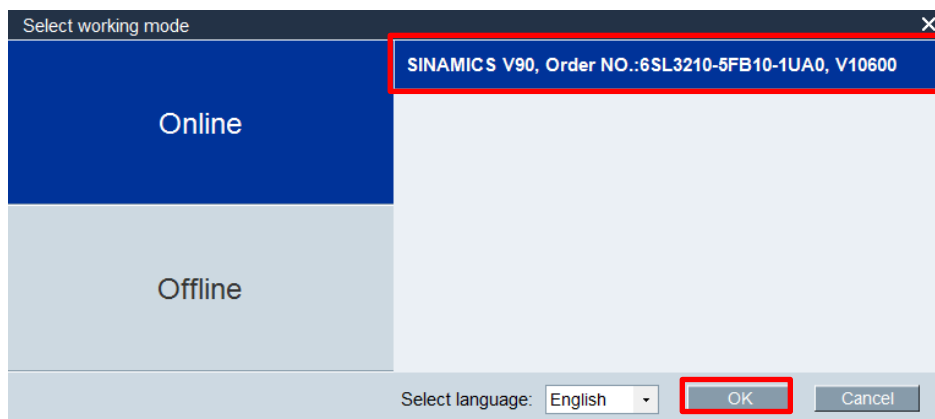 Select working mode
SINAMICS V90, Order NO.:6SL3210-5FB10-1UA0, V10600
Online
Offline
Select language: English OK Cancel